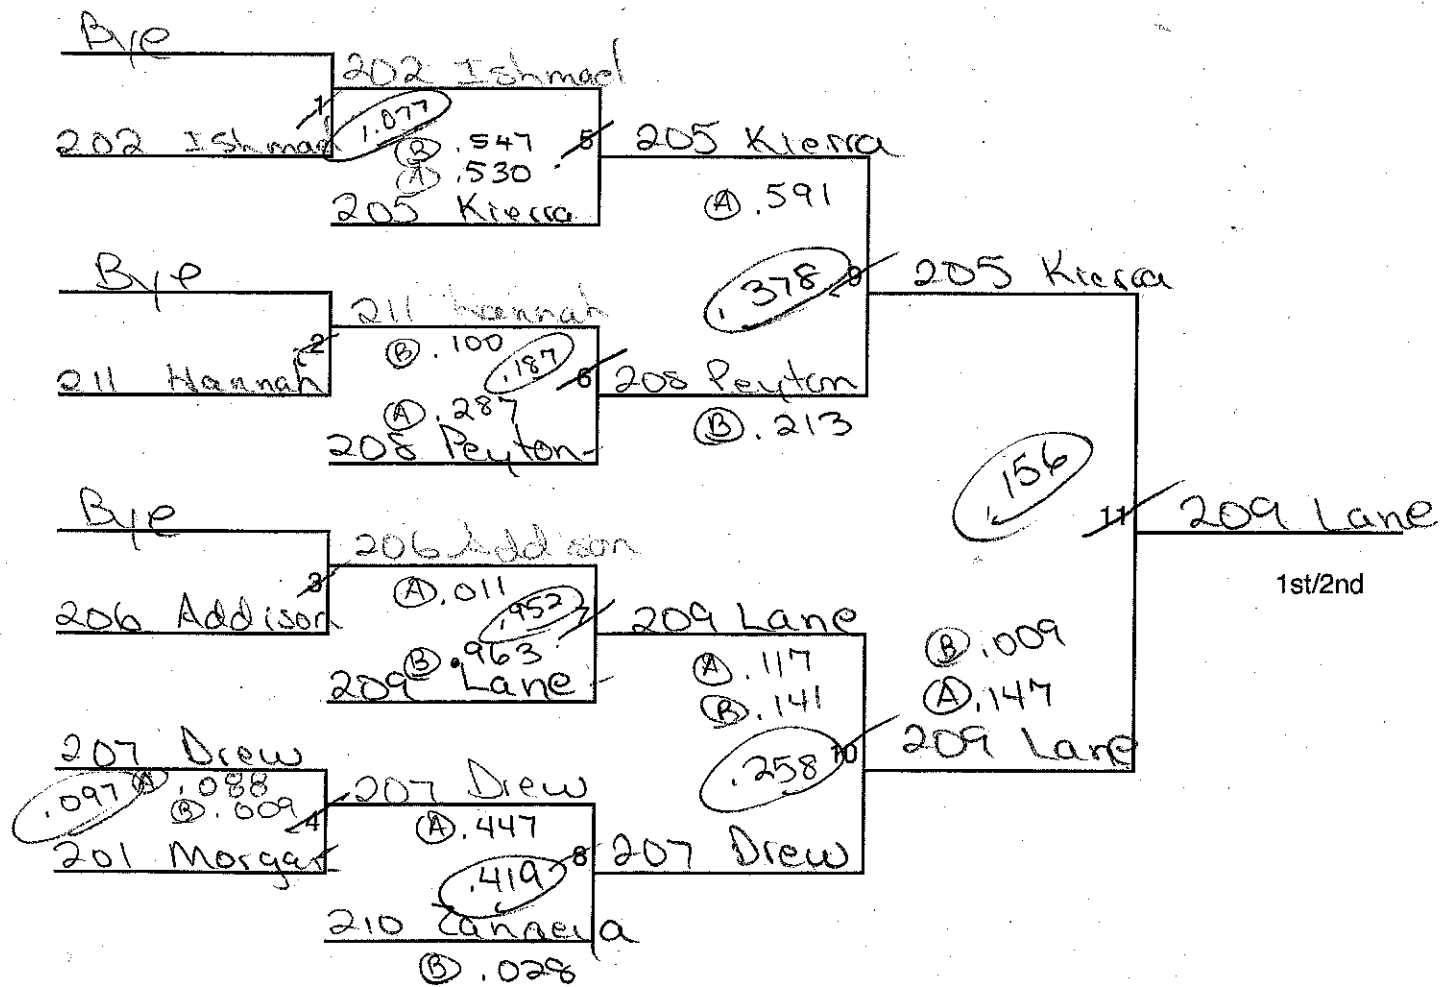 Bye
202 Ishmael
1
1.077
202 Ishmael
Ⓑ .547
Ⓐ .530
5
205 Kierra
205 Kierra
Ⓐ .591
Bye
.378
9
205 Kierra
211 Hannah
2
Ⓑ .100
.187
211 Hannah
6
208 Peyton
Ⓐ .287
208 Peyton
Ⓑ .213
.156
Bye
11
209 Lane
206 Addison
1st/2nd
3
Ⓐ .011
.952
206 Addison
7
209 Lane
Ⓑ .963
209 Lane
Ⓐ .117
Ⓑ .141
Ⓑ .009
Ⓐ .147
207 Drew
10
209 Lane
.097
Ⓐ .088
Ⓑ .009
207 Drew
.258
4
Ⓐ .447
201 Morgan
8
207 Drew
.419
210
Ⓑ .028